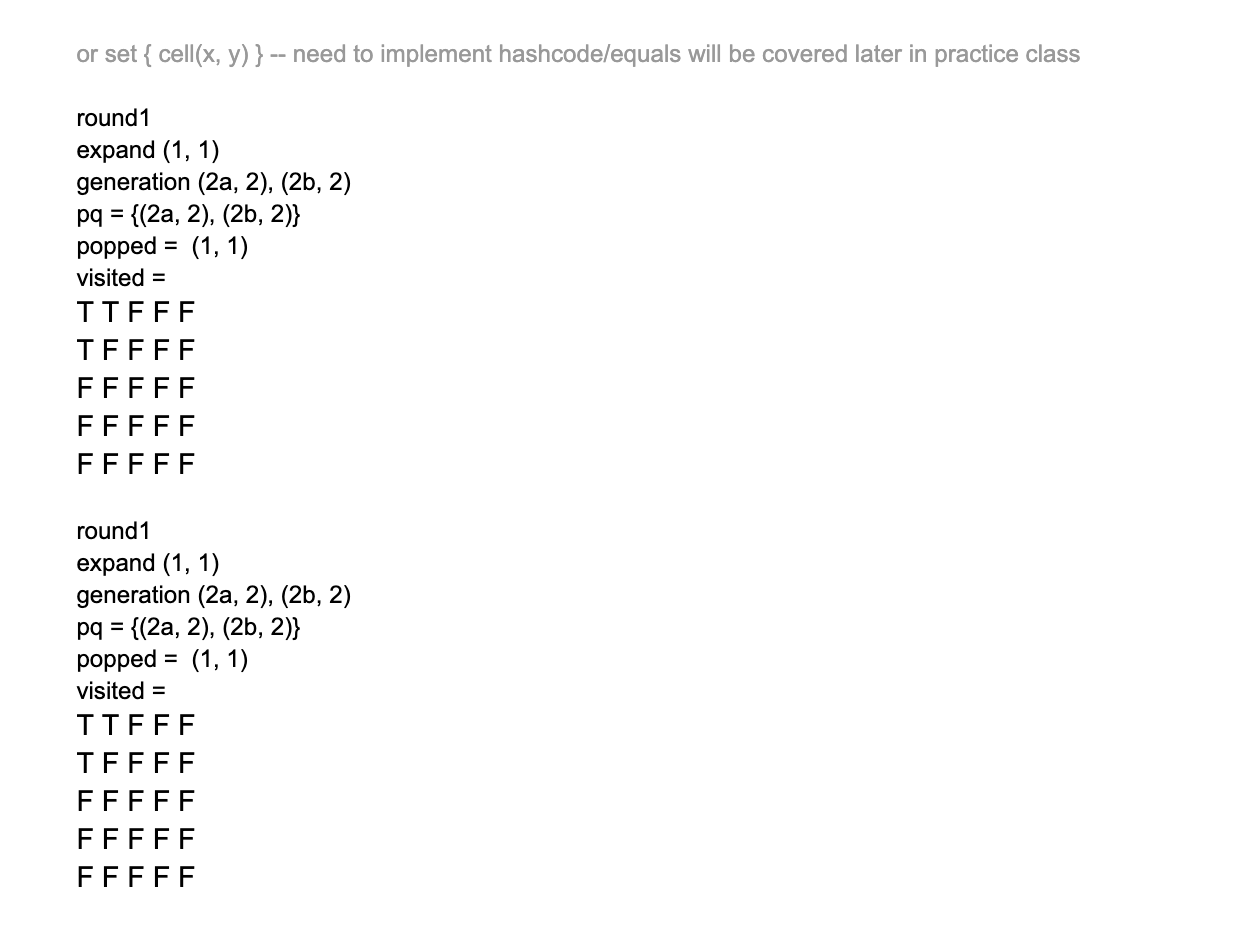 or set { cell(x, y) } -- need to implement hashcode/equals will be covered later in practice class
round1
expand (1, 1)
generation (2a, 2), (2b, 2)
pq = {(2a, 2), (2b, 2)}
popped =  (1, 1)
visited =
T T F F F
T F F F F
F F F F F
F F F F F
F F F F F
round1
expand (1, 1)
generation (2a, 2), (2b, 2)
pq = {(2a, 2), (2b, 2)}
popped =  (1, 1)
visited =
T T F F F
T F F F F
F F F F F
F F F F F
F F F F F